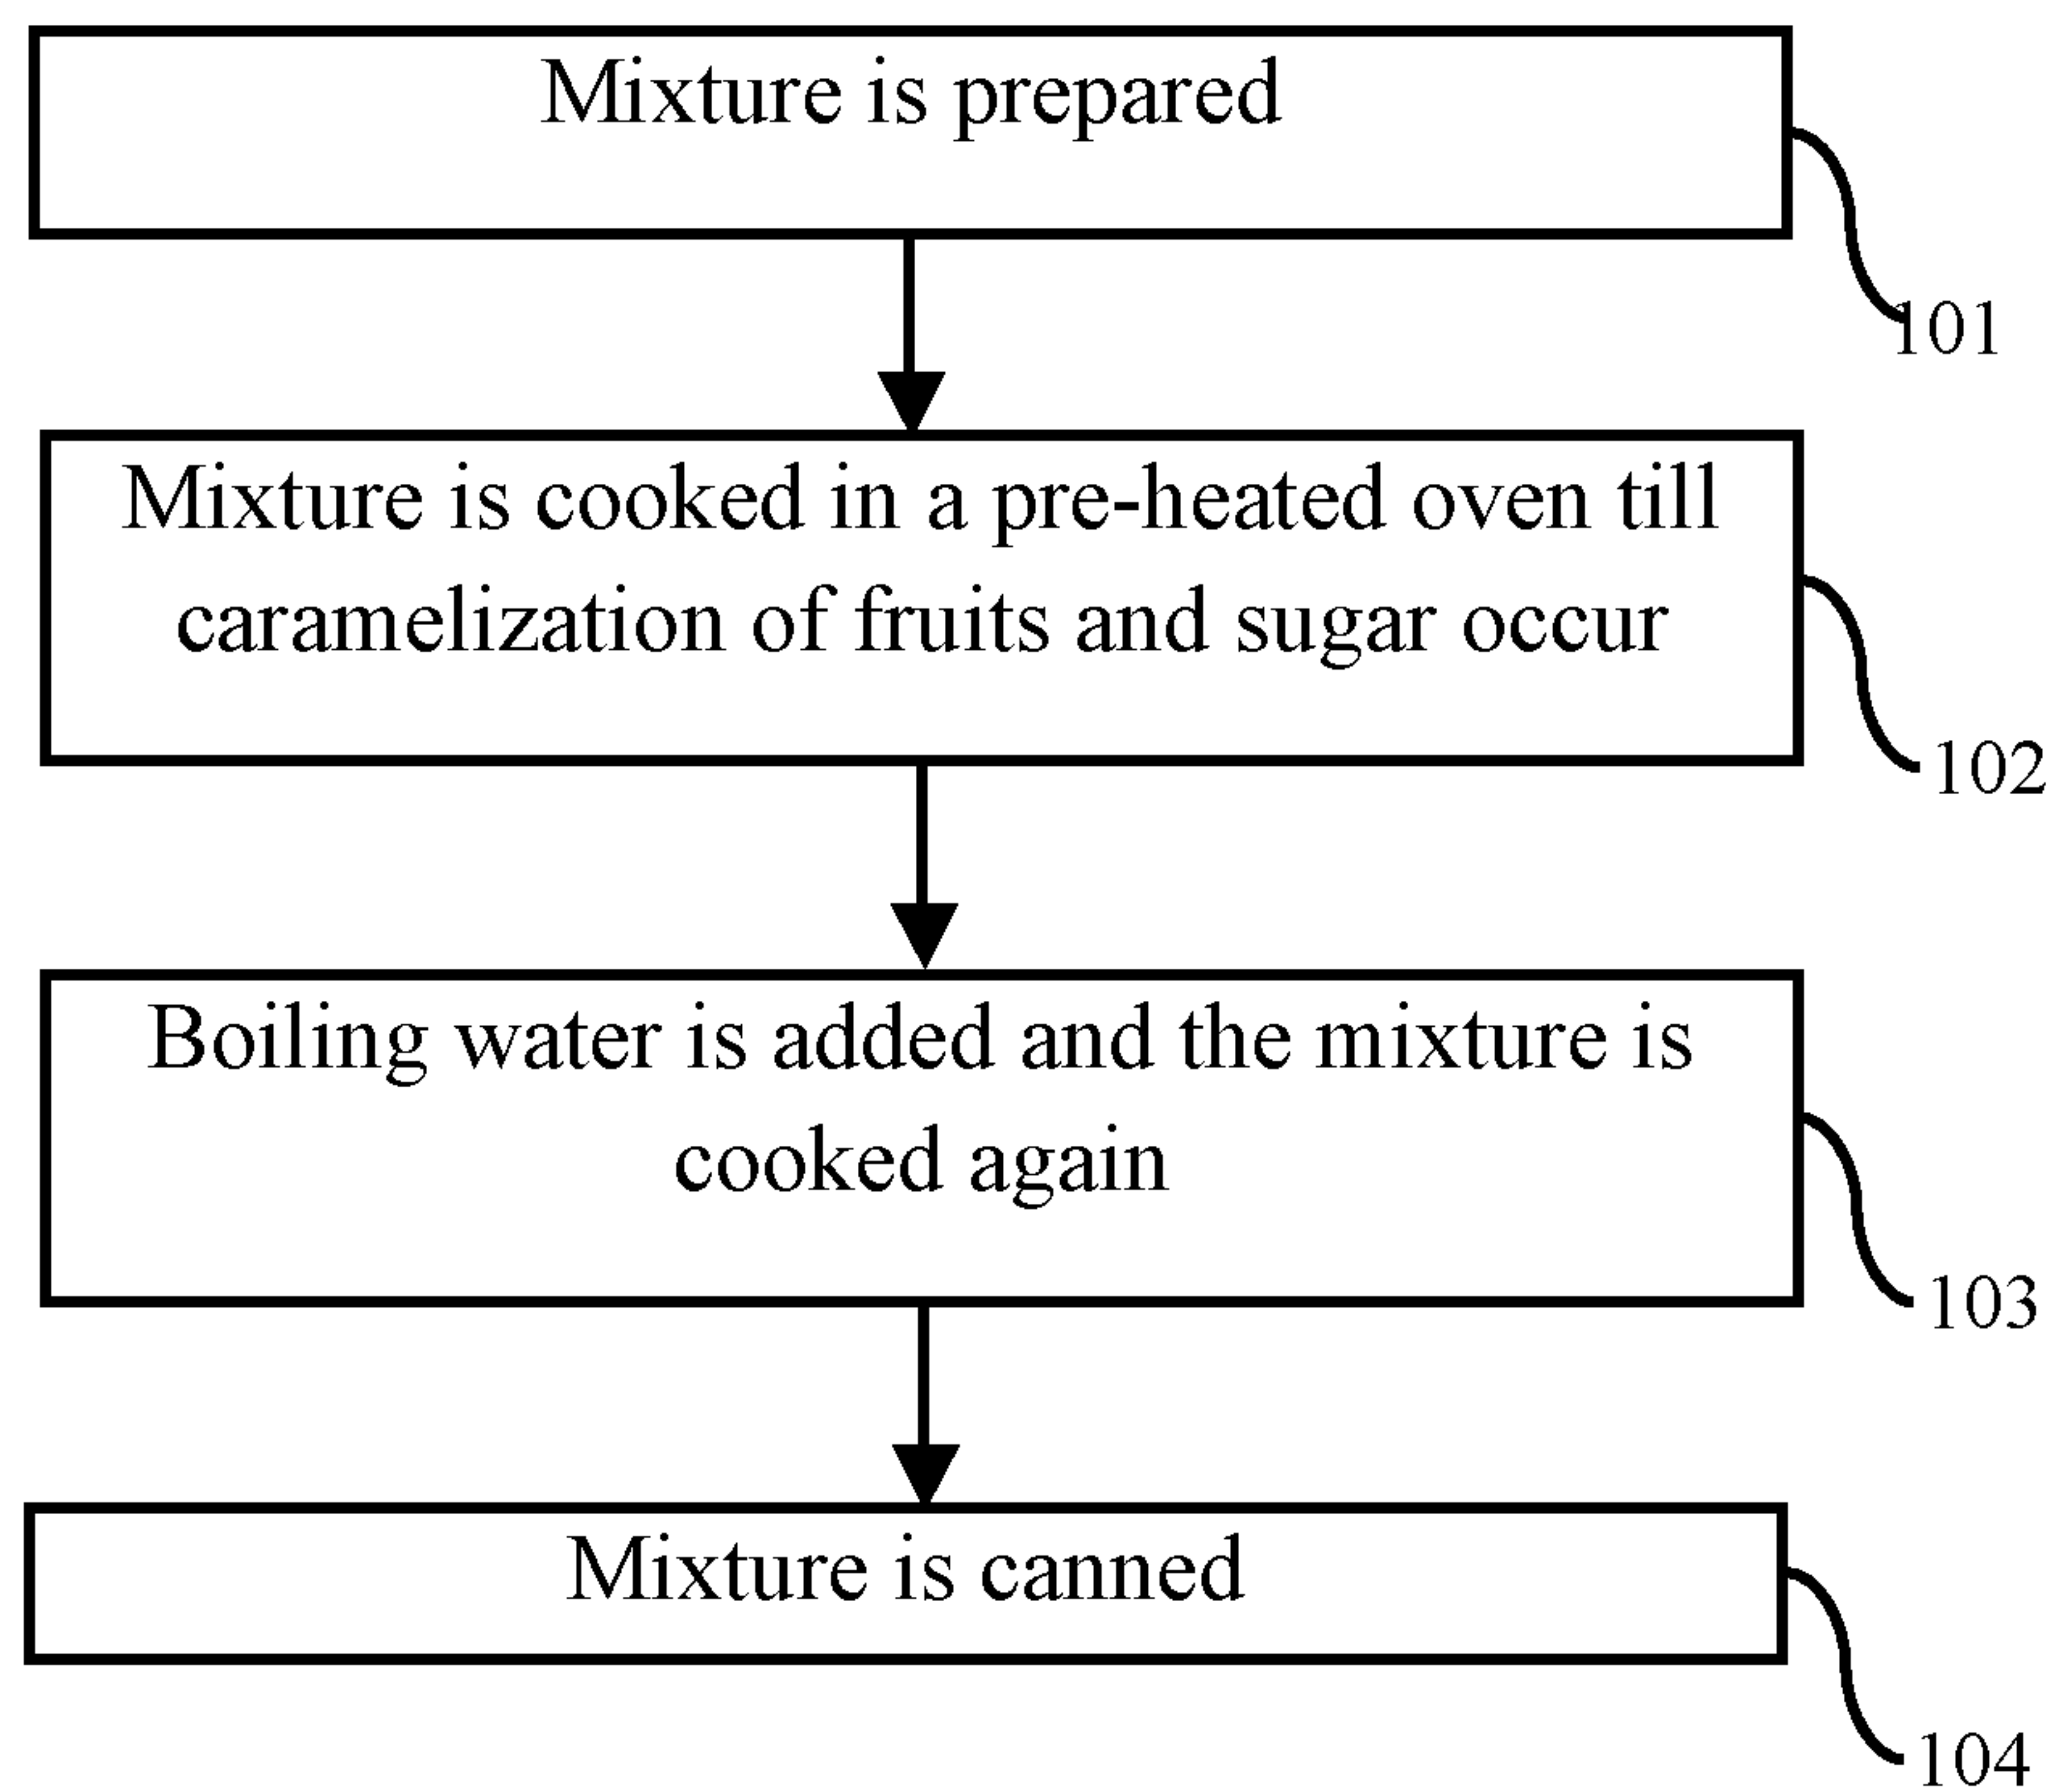 Mixture is prepared
101
Mixture is cooked in a pre-heated oven till
caramelization of fruits and sugar occur
102
Boiling water is added and the mixture is
cooked again
103
Mixture is canned
104